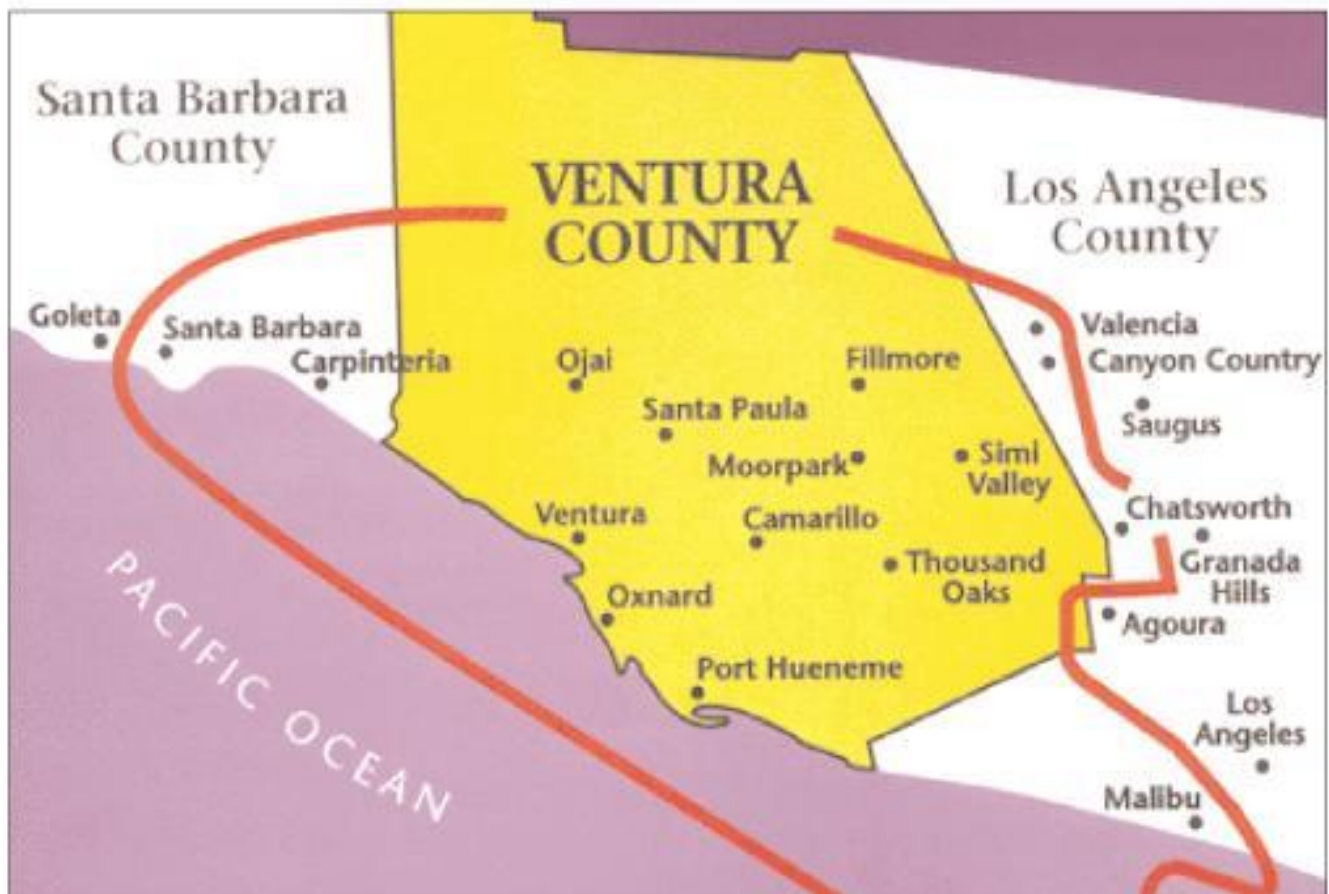 Santa Barbara
County
VENTURA
COUNTY
Los Angeles
County
Goleta
Santa Barbara
Carpinteria
Ojai
Fillmore
Valencia
Canyon Country
Santa Paula
Saugus
Moorpark
Simi
Valley
Ventura
Camarillo
Chatsworth
Thousand
Oaks
Granada
Hills
Oxnard
Agoura
Port Hueneme
PACIFIC OCEAN
Los
Angeles
Malibu